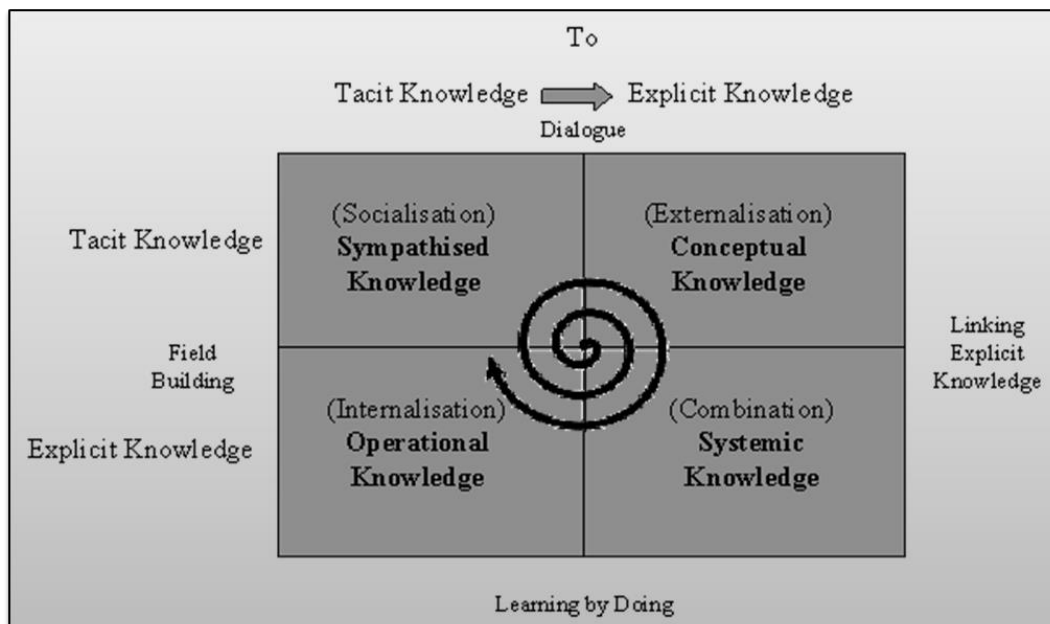 To
Tacit Knowledge Explicit Knowledge
Dialogue
(Socialisation) (Externalisation)
Tacit Knowledge Sympathised Conceptual
Knowledge Knowledge
Field
Building
Linking
Explicit
Knowledge
(Internalisation) (Combination)
Explicit Knowledge Operational Systemic
Knowledge Knowledge
Learning by Doing